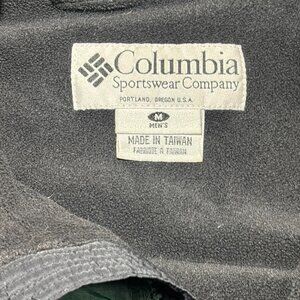 Columbia
Sportswear Company
PORTLAND, OREGON U.S.A.
M
MEN'S
MADE IN TAIWAN
FABRIQUE A TAIWAN